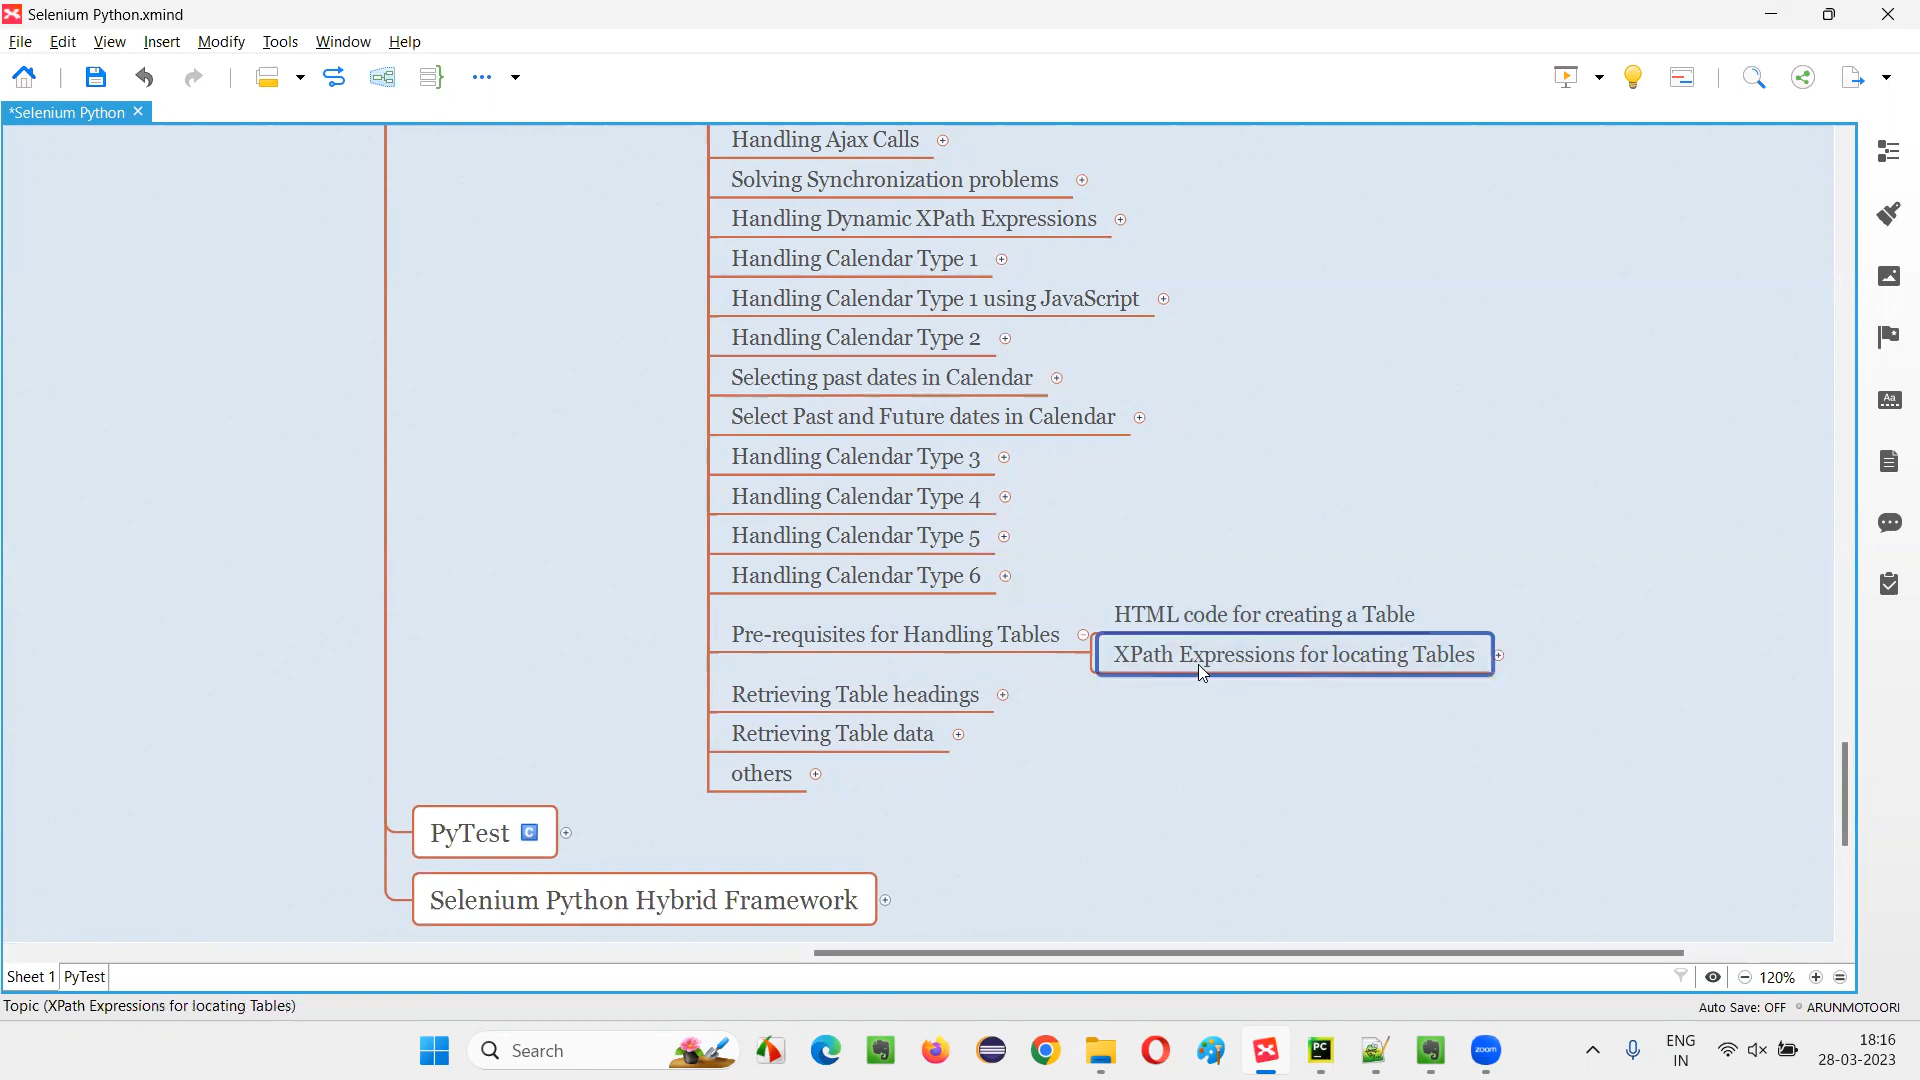 Selenium Python.xmind
File Edit View Insert Modify Tools Window Help
*Selenium Python
Handling Ajax Calls
Solving Synchronization problems
Handling Dynamic XPath Expressions
Handling Calendar Type 1
Handling Calendar Type 1 using JavaScript
Handling Calendar Type 2
Selecting past dates in Calendar
Select Past and Future dates in Calendar
Handling Calendar Type 3
Handling Calendar Type 4
Handling Calendar Type 5
Handling Calendar Type 6
HTML code for creating a Table
Pre-requisites for Handling Tables
XPath Expressions for locating Tables
Retrieving Table headings
Retrieving Table data
others
PyTest C
Selenium Python Hybrid Framework
Sheet 1 PyTest 120%
Topic (XPath Expressions for locating Tables) Auto Save: OFF ARUNMOTOORI
Search
PC
zoom
ENG
IN
18:16
28-03-2023